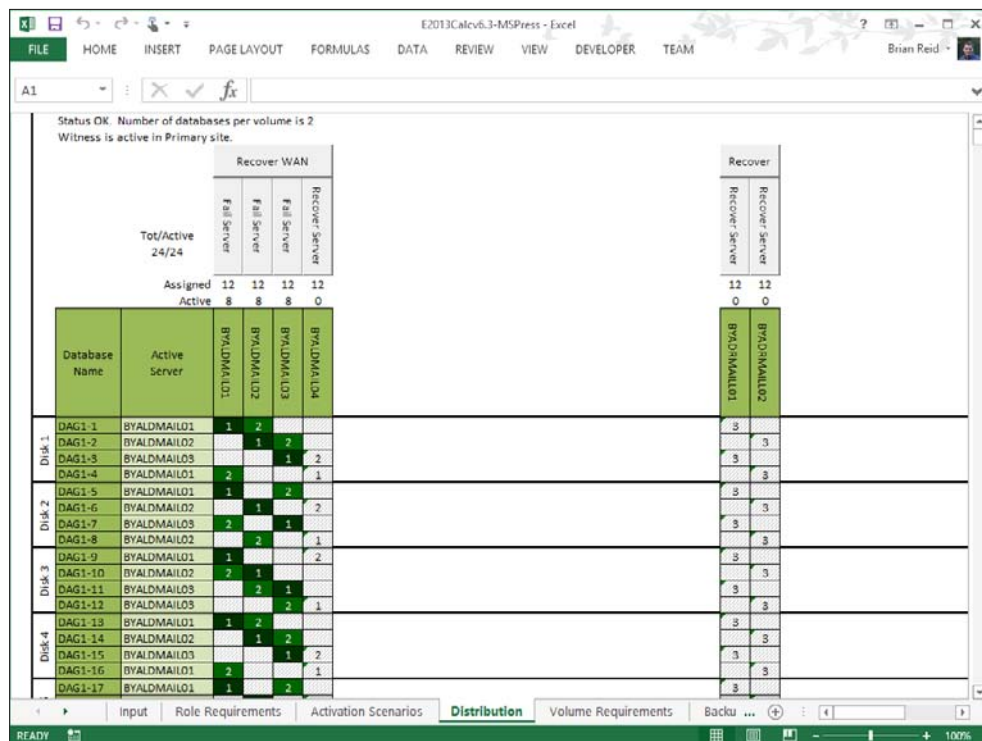 E2013Calcv6.3-MSPress - Excel
FILE HOME INSERT PAGE LAYOUT FORMULAS DATA REVIEW VIEW DEVELOPER TEAM Brian Reid
A1 fx
Status OK. Number of databases per volume is 2
Witness is active in Primary site.
Recover WAN Recover
Fail Server Fail Server Fail Server Recover Server Recover Server Recover Server
Tot/Active
24/24
Assigned 12 12 12 12 12 12
Active 8 8 8 0 0 0
Database Name Active Server BYALDMAIL01 BYALDMAIL02 BYALDMAIL03 BYALDMAIL04 BYADRMAILL01 BYADRMAILL02
Disk 1
DAG1-1 BYALDMAIL01 1 2 3
DAG1-2 BYALDMAIL02 1 2 3
DAG1-3 BYALDMAIL03 1 2 3
DAG1-4 BYALDMAIL01 2 1 3
Disk 2
DAG1-5 BYALDMAIL01 1 2 3
DAG1-6 BYALDMAIL02 1 2 3
DAG1-7 BYALDMAIL03 2 1 3
DAG1-8 BYALDMAIL02 2 1 3
Disk 3
DAG1-9 BYALDMAIL01 1 2 3
DAG1-10 BYALDMAIL02 2 1 3
DAG1-11 BYALDMAIL03 2 1 3
DAG1-12 BYALDMAIL03 2 1 3
Disk 4
DAG1-13 BYALDMAIL01 1 2 3
DAG1-14 BYALDMAIL02 1 2 3
DAG1-15 BYALDMAIL03 1 2 3
DAG1-16 BYALDMAIL01 2 1 3
DAG1-17 BYALDMAIL01 1 2 3
Input Role Requirements Activation Scenarios Distribution Volume Requirements Backu ...
READY 100%